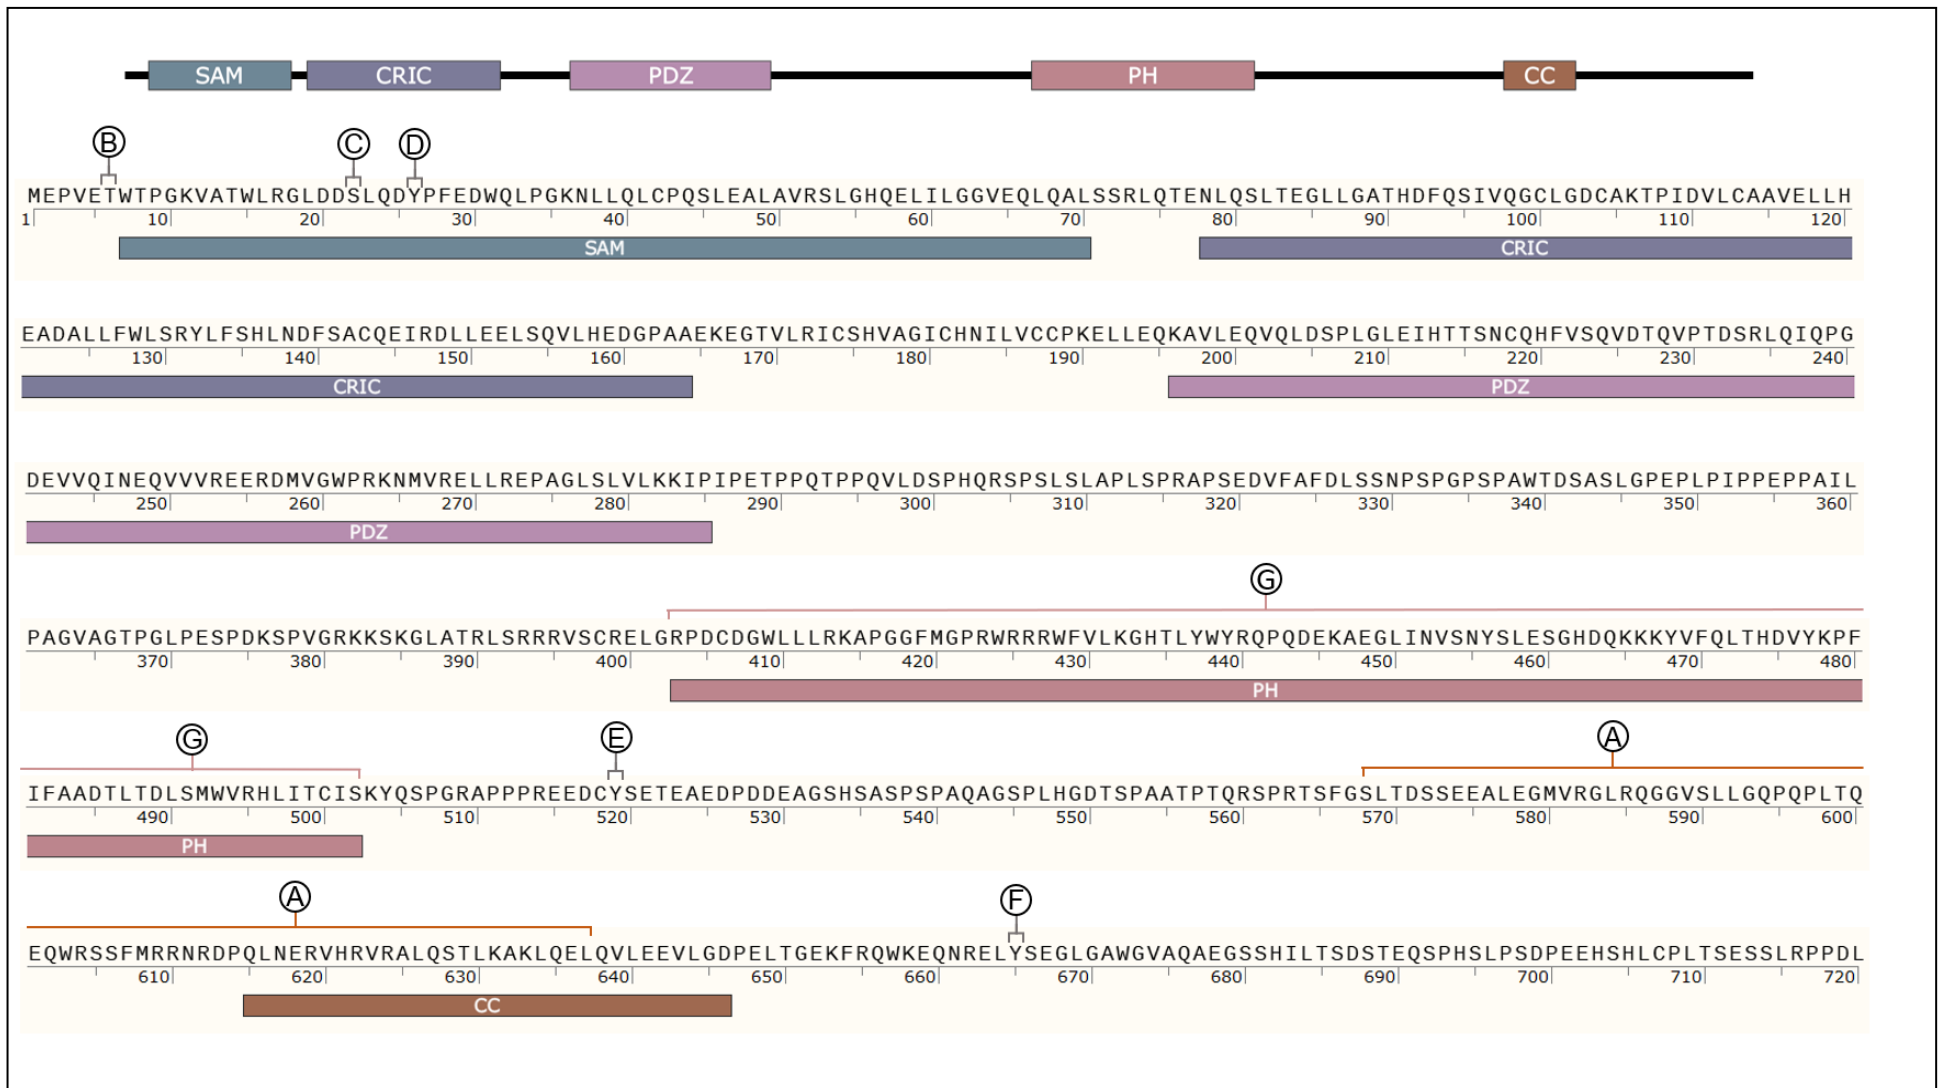 SAM CRIC PDZ PH CC
B C D
MEPVETWTPGKVATWLRGLDDSLQDYPFEDWQLPGKNLLQLCPQSLEALAVRSLGHQELILGGVEQLQALSSRLQTENLQSLTEGLLGATHDFQSIVQGCLGDCAKTPIDVLCAAVELLH
1 10 20 30 40 50 60 70 80 90 100 110 120
SAM CRIC
EADALLFWLSRYLFSHLNDFSACQEIRDLLEELSQVLHEDGPAAEKEGTVLRICSHVAGICHNILVCCPKELLEQKAVLEQVQLDSPLGLEIHTTSNCQHFVSQVDTQVPTDSRLQIQPG
130 140 150 160 170 180 190 200 210 220 230 240
CRIC PDZ
DEVVQINEQVVVREERDMVGWPRKNMVRELLREPAGLSLVLKKIPIPETPPQTPPQVLDSPHQRSPSLSLAPLSPRAPSEDVFAFDLSSNPSPGPSPAWTDSASLGPEPLPIPPEPPAIL
250 260 270 280 290 300 310 320 330 340 350 360
PDZ
G
PAGVAGTPGLPESPDKSPVGRKKSKGLATRLSRRRVSCRELGRPDCDGWLLLRKAPGGFMGPRWRRRWFVLKGHTLYWYRQPQDEKAEGLINVSNYSLESGHDQKKKYVFQLTHDVYKPF
370 380 390 400 410 420 430 440 450 460 470 480
PH
G E A
IFAADTLTDLSMWVRHLITCISKYQSPGRAPPPREEDCYSETEAEDPDDEAGSHSASPSPAQAGSPLHGDTSPAATPTQRSPRTSFGSLTDSSEEALEGMVRGLRQGGVSLLGQPQPLTQ
490 500 510 520 530 540 550 560 570 580 590 600
PH
A F
EQWRSSFMRRNRDPQLNERVHRVRALQSTLKAKLQELQVLEEVLGDPELTGEKFRQWKEQNRELYSEGLGAWGVAQAEGSSHILTSDSTEQSPHSLPSDPEEHSHLCPLTSESSLRPPDL
610 620 630 640 650 660 670 680 690 700 710 720
CC